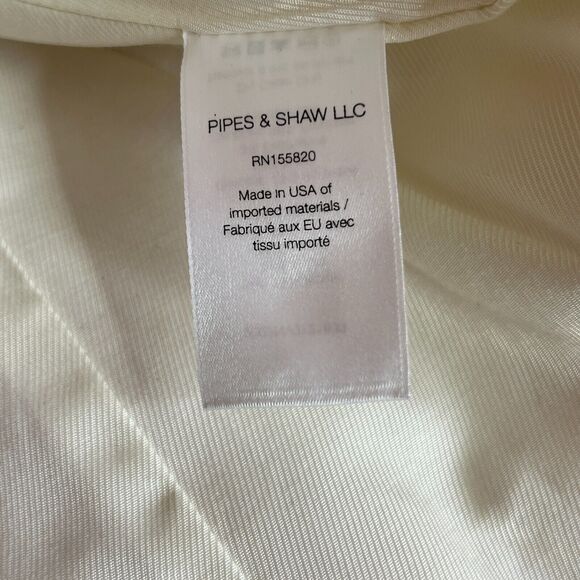 PIPES & SHAW LLC
RN155820
Made in USA of
imported materials /
Fabriqué aux EU avec
tissu importé